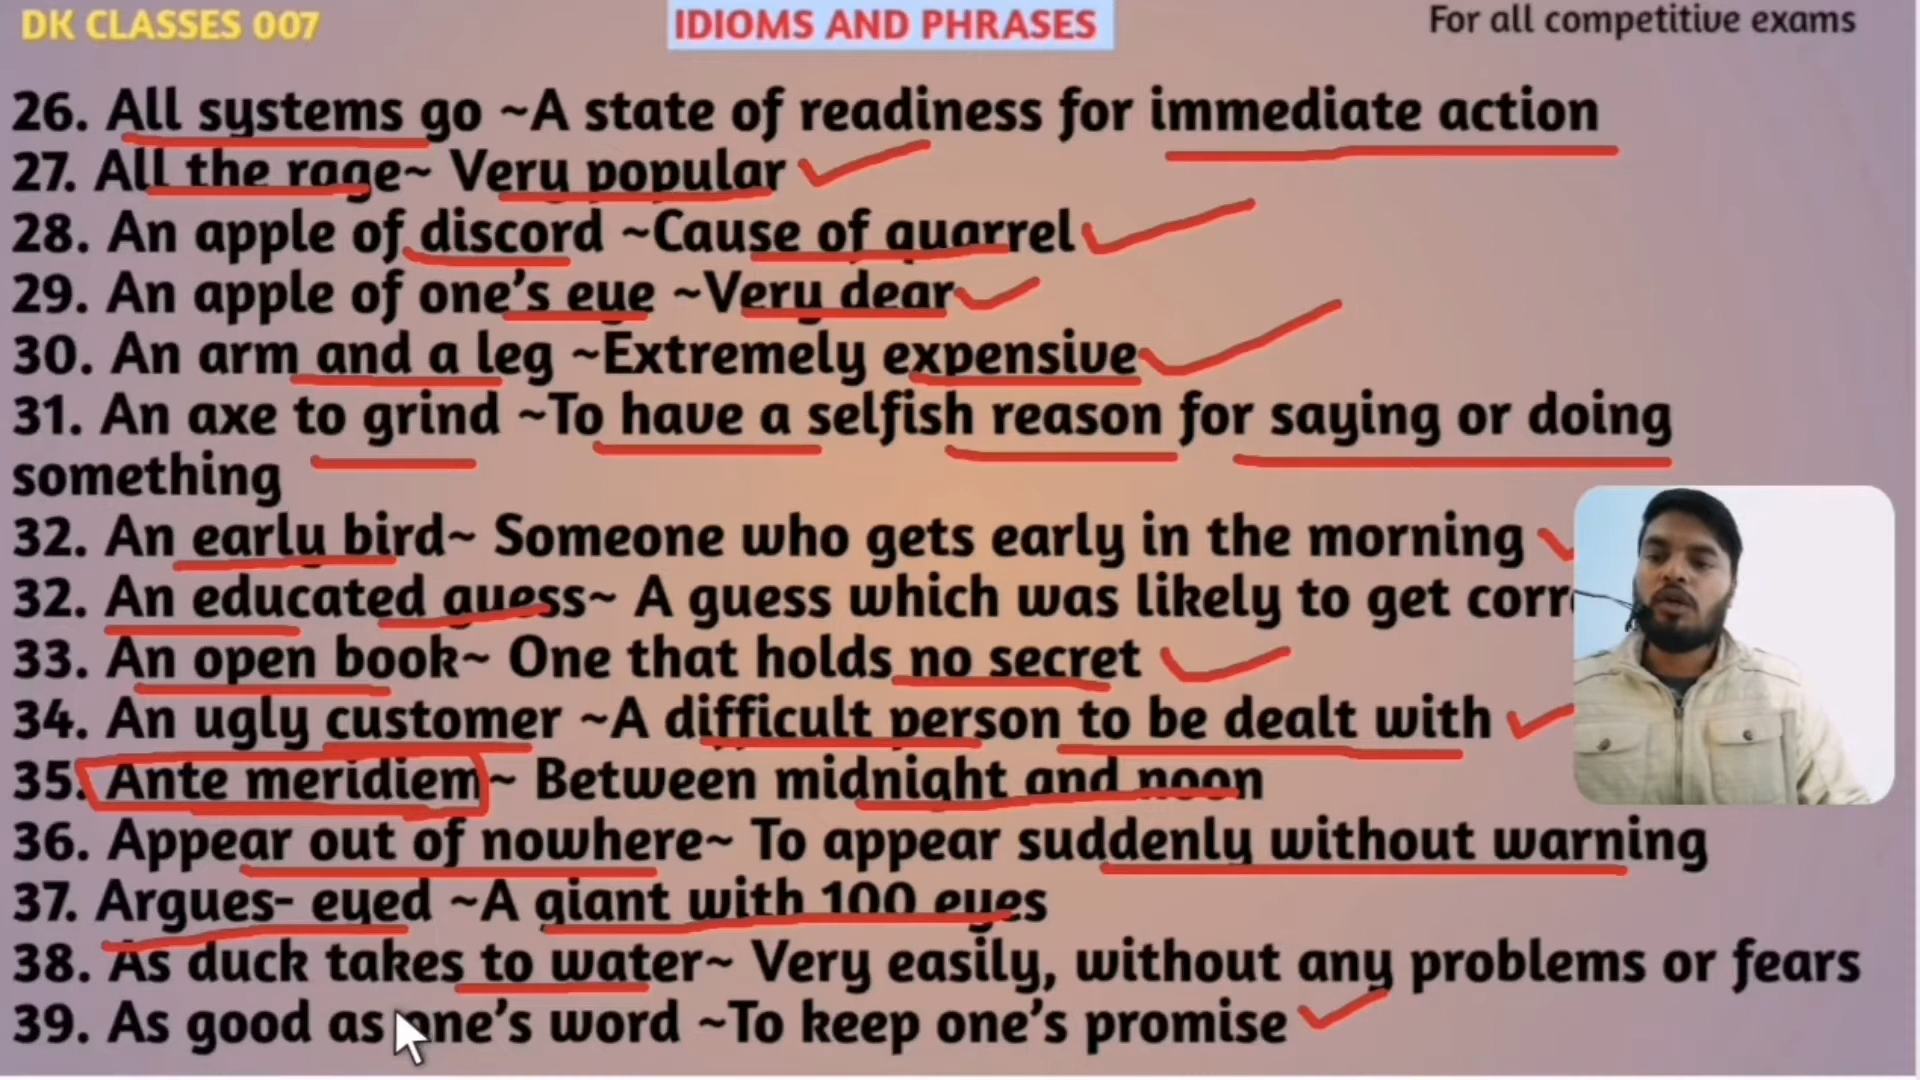 DK CLASSES 007
IDIOMS AND PHRASES
For all competitive exams
26. All systems go ~A state of readiness for immediate action
27. All the rage~ Very popular
28. An apple of discord ~Cause of quarrel
29. An apple of one's eye ~Very dear
30. An arm and a leg ~Extremely expensive
31. An axe to grind ~To have a selfish reason for saying or doing
something
32. An early bird~ Someone who gets early in the morning
32. An educated guess~ A guess which was likely to get
33. An open book~ One that holds no secret
34. An ugly customer ~A difficult person to be dealt with
35. Ante meridiem~ Between midnight and noon
36. Appear out of nowhere~ To appear suddenly without warning
37. Argues- eyed ~A giant with 100 eyes
38. As duck takes to water~ Very easily, without any problems or fears
39. As good as one's word ~To keep one's promise